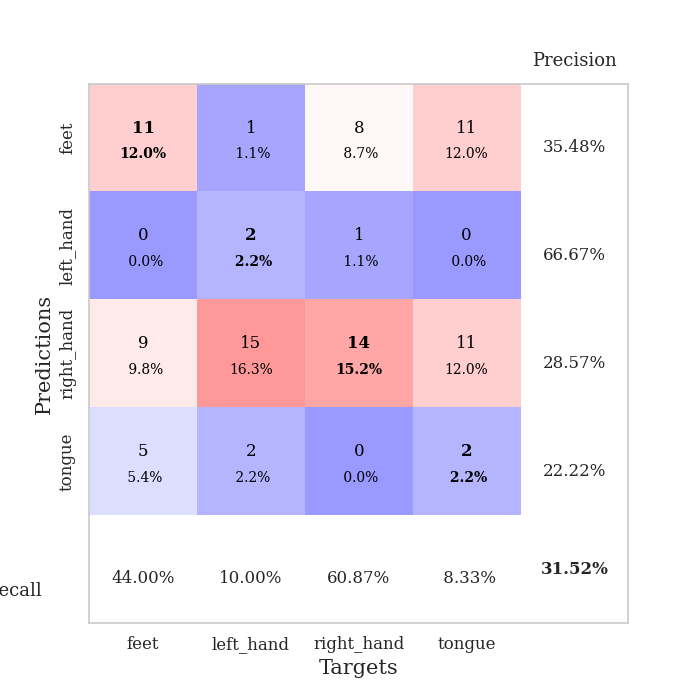 Precision
feet
11 1 8 11
12.0% 1.1% 8.7% 12.0%
35.48%
left_hand
0 2 1 0
0.0% 2.2% 1.1% 0.0%
66.67%
Predictions
right_hand
9 15 14 11
9.8% 16.3% 15.2% 12.0%
28.57%
tongue
5 2 0 2
5.4% 2.2% 0.0% 2.2%
22.22%
ecall
44.00% 10.00% 60.87% 8.33% 31.52%
feet left_hand right_hand tongue
Targets